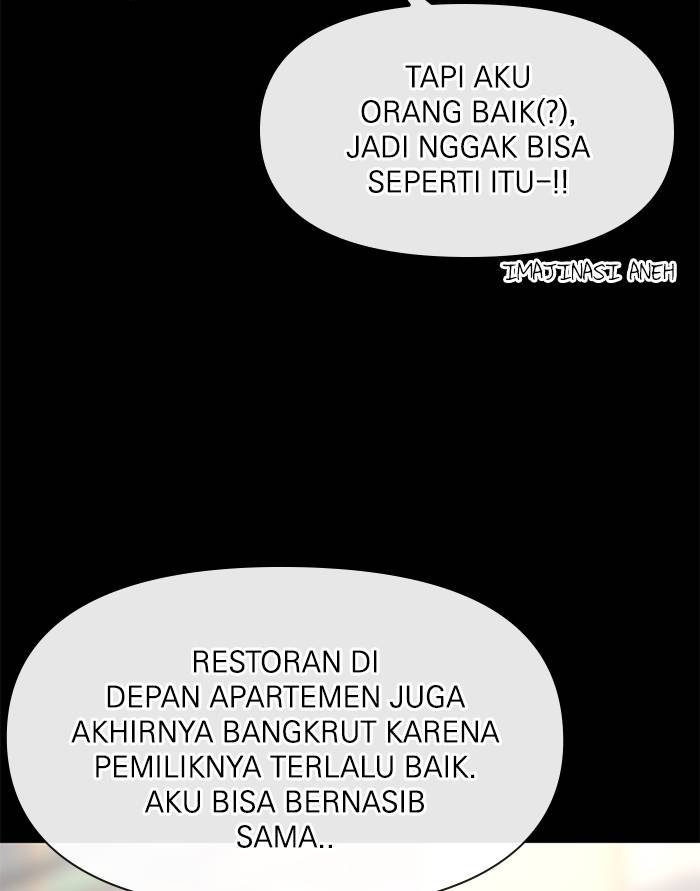 TAPI AKU
ORANG BAIK(?),
JADI NGGAK BISA
SEPERTI ITU-!!
IMAJINASI ANEH
RESTORAN DI
DEPAN APARTEMEN JUGA
AKHIRNYA BANGKRUT KARENA
PEMILIKNYA TERLALU BAIK.
AKU BISA BERNASIB
SAMA..